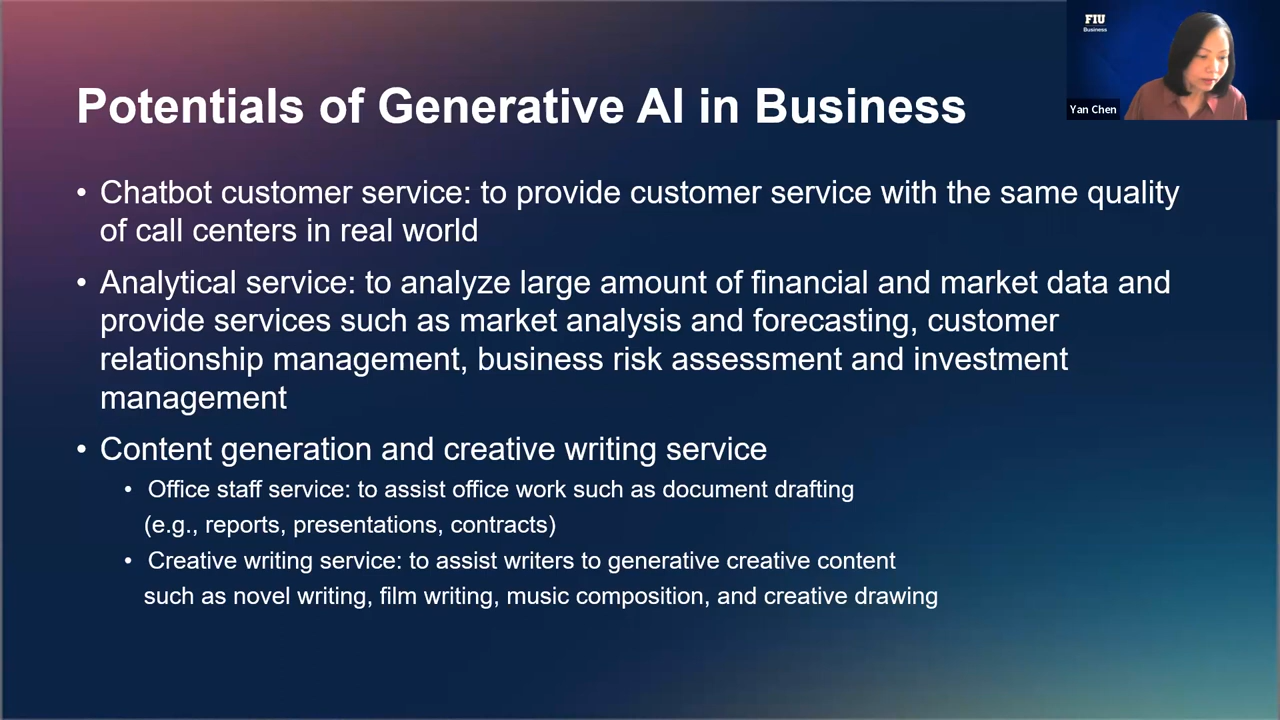 FIU
Business
Yan Chen
Potentials of Generative AI in Business
• Chatbot customer service: to provide customer service with the same quality
of call centers in real world
• Analytical service: to analyze large amount of financial and market data and
provide services such as market analysis and forecasting, customer
relationship management, business risk assessment and investment
management
• Content generation and creative writing service
• Office staff service: to assist office work such as document drafting
(e.g., reports, presentations, contracts)
• Creative writing service: to assist writers to generative creative content
such as novel writing, film writing, music composition, and creative drawing